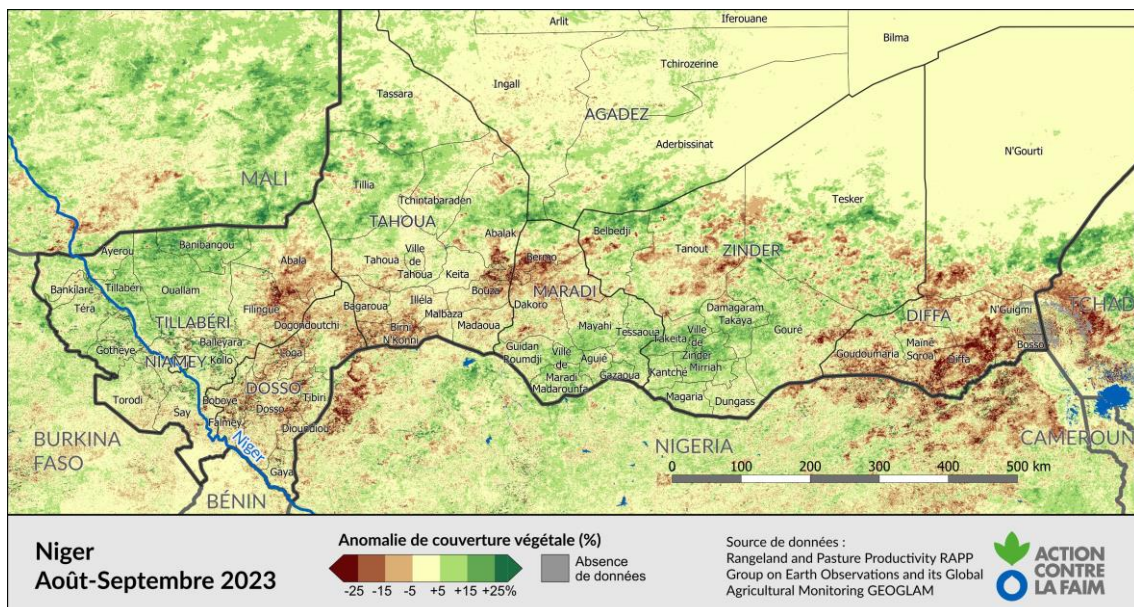 Arlit
Iferouane
Bilma
Tchirozerine
Ingall
Tassara
AGADEZ
Aderbissinat
N'Gourti
MALI
Tillia
Tchintabaraden
Tesker
TAHOUA
Abalak
Belbedji
Ayerou
Banibangou
Abala
Tahoua
Ville
de
Tahoua
Keita
Bermo
Tanout
ZINDER
Bankilaré
Tillabéri
Ouallam
Téra
Filingué
Bagaroua
Illéla
Bouza
MARADI
Dakoro
Damagaram
Takaya
DIFFA
N'Guigmi
TCHAD
TILLABÉRI
Dogondoutchi
Birni
N'Konni
Malbaza
Madaoua
Mayahi
Tessaoua
Takeita
Ville
de
Zinder
Mirriah
Gouré
Goudoumaria
Maïné
Soroa
Diffa
Bosso
Gothèye
Balleyara
NIAMEY
Kollo
Loga
Guidan
Roumdji
Ville
de
Maradi
Madarounfa
Aguié
Gazaoua
Kantché
Magaria
Dungass
Torodi
Say
Boboye
DOSSO
Dosso
Tibiri
Falmey
Dioundiou
Gaya
Niger
BURKINA
FASO
BÉNIN
NIGERIA
CAMEROUN
0 100 200 300 400 500 km
Niger
Août-Septembre 2023
Anomalie de couverture végétale (%)
-25 -15 -5 +5 +15 +25%
Absence
de données
Source de données :
Rangeland and Pasture Productivity RAPP
Group on Earth Observations and its Global
Agricultural Monitoring GEOGLAM
ACTION
CONTRE
LA FAIM